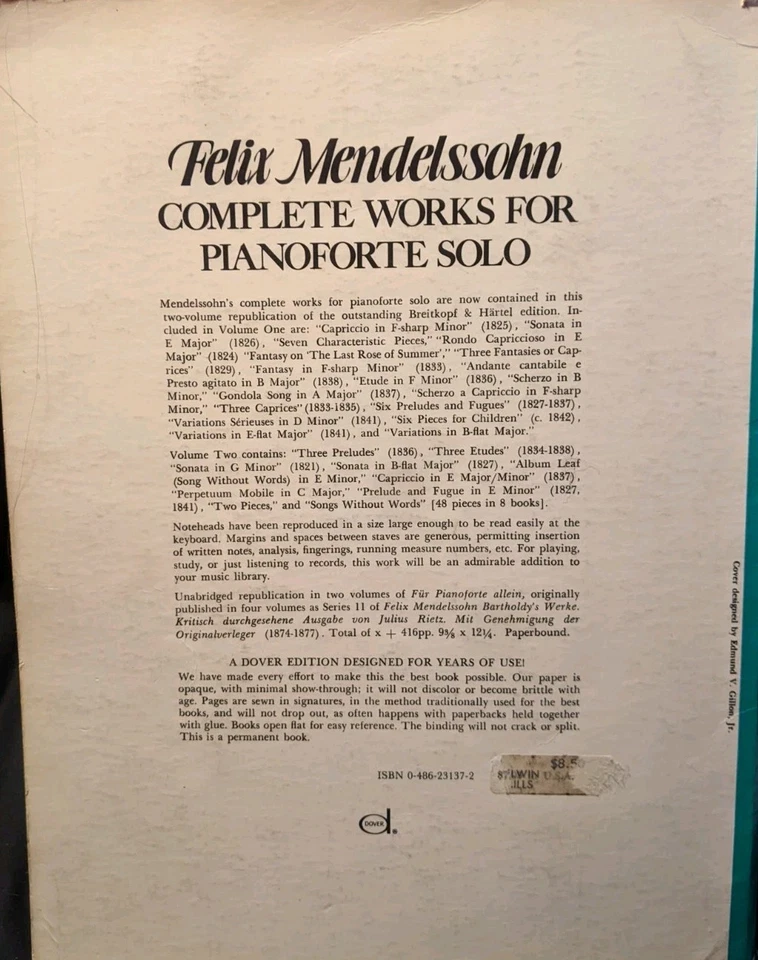 Felix Mendelssohn
COMPLETE WORKS FOR
PIANOFORTE SOLO
Mendelssohn's complete works for pianoforte solo are now contained in this
two-volume republication of the outstanding Breitkopf & Härtel edition. In-
cluded in Volume One are: "Capriccio in F-sharp Minor" (1825), "Sonata in
E Major" (1826), "Seven Characteristic Pieces," "Rondo Capriccioso in E
Major" (1824) "Fantasy on 'The Last Rose of Summer'," "Three Fantasies or Cap-
rices" (1829), "Fantasy in F-sharp Minor" (1833), "Andante cantabile e
Presto agitato in B Major" (1838), "Etude in F Minor" (1836), "Scherzo in B
Minor," "Gondola Song in A Major" (1837), "Scherzo a Capriccio in F-sharp
Minor," "Three Caprices" (1833-1835), "Six Preludes and Fugues" (1827-1837),
"Variations Sérieuses in D Minor" (1841), "Six Pieces for Children" (c. 1842),
"Variations in E-flat Major" (1841), and "Variations in B-flat Major."
Volume Two contains: "Three Preludes" (1836), "Three Etudes" (1834-1838),
"Sonata in G Minor" (1821), "Sonata in B-flat Major" (1827), "Album Leaf
(Song Without Words) in E Minor," "Capriccio in E Major/Minor" (1837),
"Perpetuum Mobile in C Major," "Prelude and Fugue in E Minor" (1827,
1841), "Two Pieces," and "Songs Without Words" [48 pieces in 8 books].
Noteheads have been reproduced in a size large enough to be read easily at the
keyboard. Margins and spaces between staves are generous, permitting insertion
of written notes, analysis, fingerings, running measure numbers, etc. For playing,
study, or just listening to records, this work will be an admirable addition to
your music library.
Unabridged republication in two volumes of Für Pianoforte allein, originally
published in four volumes as Series 11 of Felix Mendelssohn Bartholdy's Werke.
Kritisch durchgesehene Ausgabe von Julius Rietz. Mit Genehmigung der
Originalverleger (1874-1877). Total of x + 416pp. 9⅜ x 12¼. Paperbound.
A DOVER EDITION DESIGNED FOR YEARS OF USE!
We have made every effort to make this the best book possible. Our paper is
opaque, with minimal show-through; it will not discolor or become brittle with
age. Pages are sewn in signatures, in the method traditionally used for the best
books, and will not drop out, as often happens with paperbacks held together
with glue. Books open flat for easy reference. The binding will not crack or split.
This is a permanent book.
ISBN 0-486-23137-2
DOVER
®
Cover designed by Edmund V. Gillon, Jr.